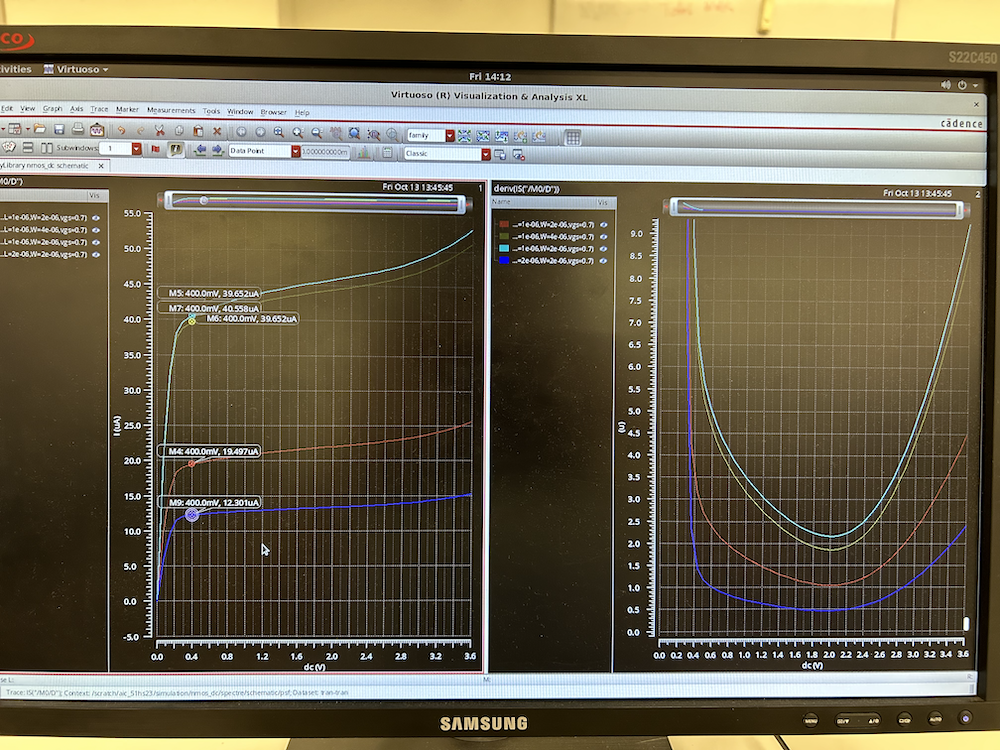 co
S22C450
ivities Virtuoso
Fri 14:12
Virtuoso (R) Visualization & Analysis XL
×
Edit View Graph Axis Trace Marker Measurements Tools Window Browser Help
cādence
family
Subwindows: 1
Data Point
1.000000000m
Classic
yLibrary nmos_dc schematic ×
M0/D")
Fri Oct 13 13:45:45 1
Vis
..L=1e-06,W=2e-06,vgs=0.7)
..L=1e-06,W=4e-06,vgs=0.7)
..L=1e-06,W=2e-06,vgs=0.7)
..L=2e-06,W=2e-06,vgs=0.7)
55.0
50.0
45.0
40.0
35.0
30.0
25.0
20.0
15.0
10.0
5.0
0.0
-5.0
I (uA)
M5: 400.0mV, 39.652uA
M7: 400.0mV, 40.558uA
M6: 400.0mV, 39.652uA
M4: 400.0mV, 19.497uA
M9: 400.0mV, 12.301uA
0.0 0.4 0.8 1.2 1.6 2.0 2.4 2.8 3.2 3.6
dc (V)
deriv(IS("/M0/D"))
Fri Oct 13 13:45:45 2
Name Vis
...=1e-06,W=2e-06,vgs=0.7)
...=1e-06,W=4e-06,vgs=0.7)
...=1e-06,W=2e-06,vgs=0.7)
...=2e-06,W=2e-06,vgs=0.7)
9.0
8.5
8.0
7.5
7.0
6.5
6.0
5.5
5.0
4.5
4.0
3.5
3.0
2.5
2.0
1.5
1.0
0.5
0.0
(u)
0.0 0.2 0.4 0.6 0.8 1.0 1.2 1.4 1.6 1.8 2.0 2.2 2.4 2.6 2.8 3.0 3.2 3.4 3.6
dc (V)
se L:
M:
R:
Trace: IS("/M0/D"); Context: /scratch/aic_51hs23/simulation/nmos_dc/spectre/schematic/psf; Dataset: tran-tran
SAMSUNG
MENU
AUTO